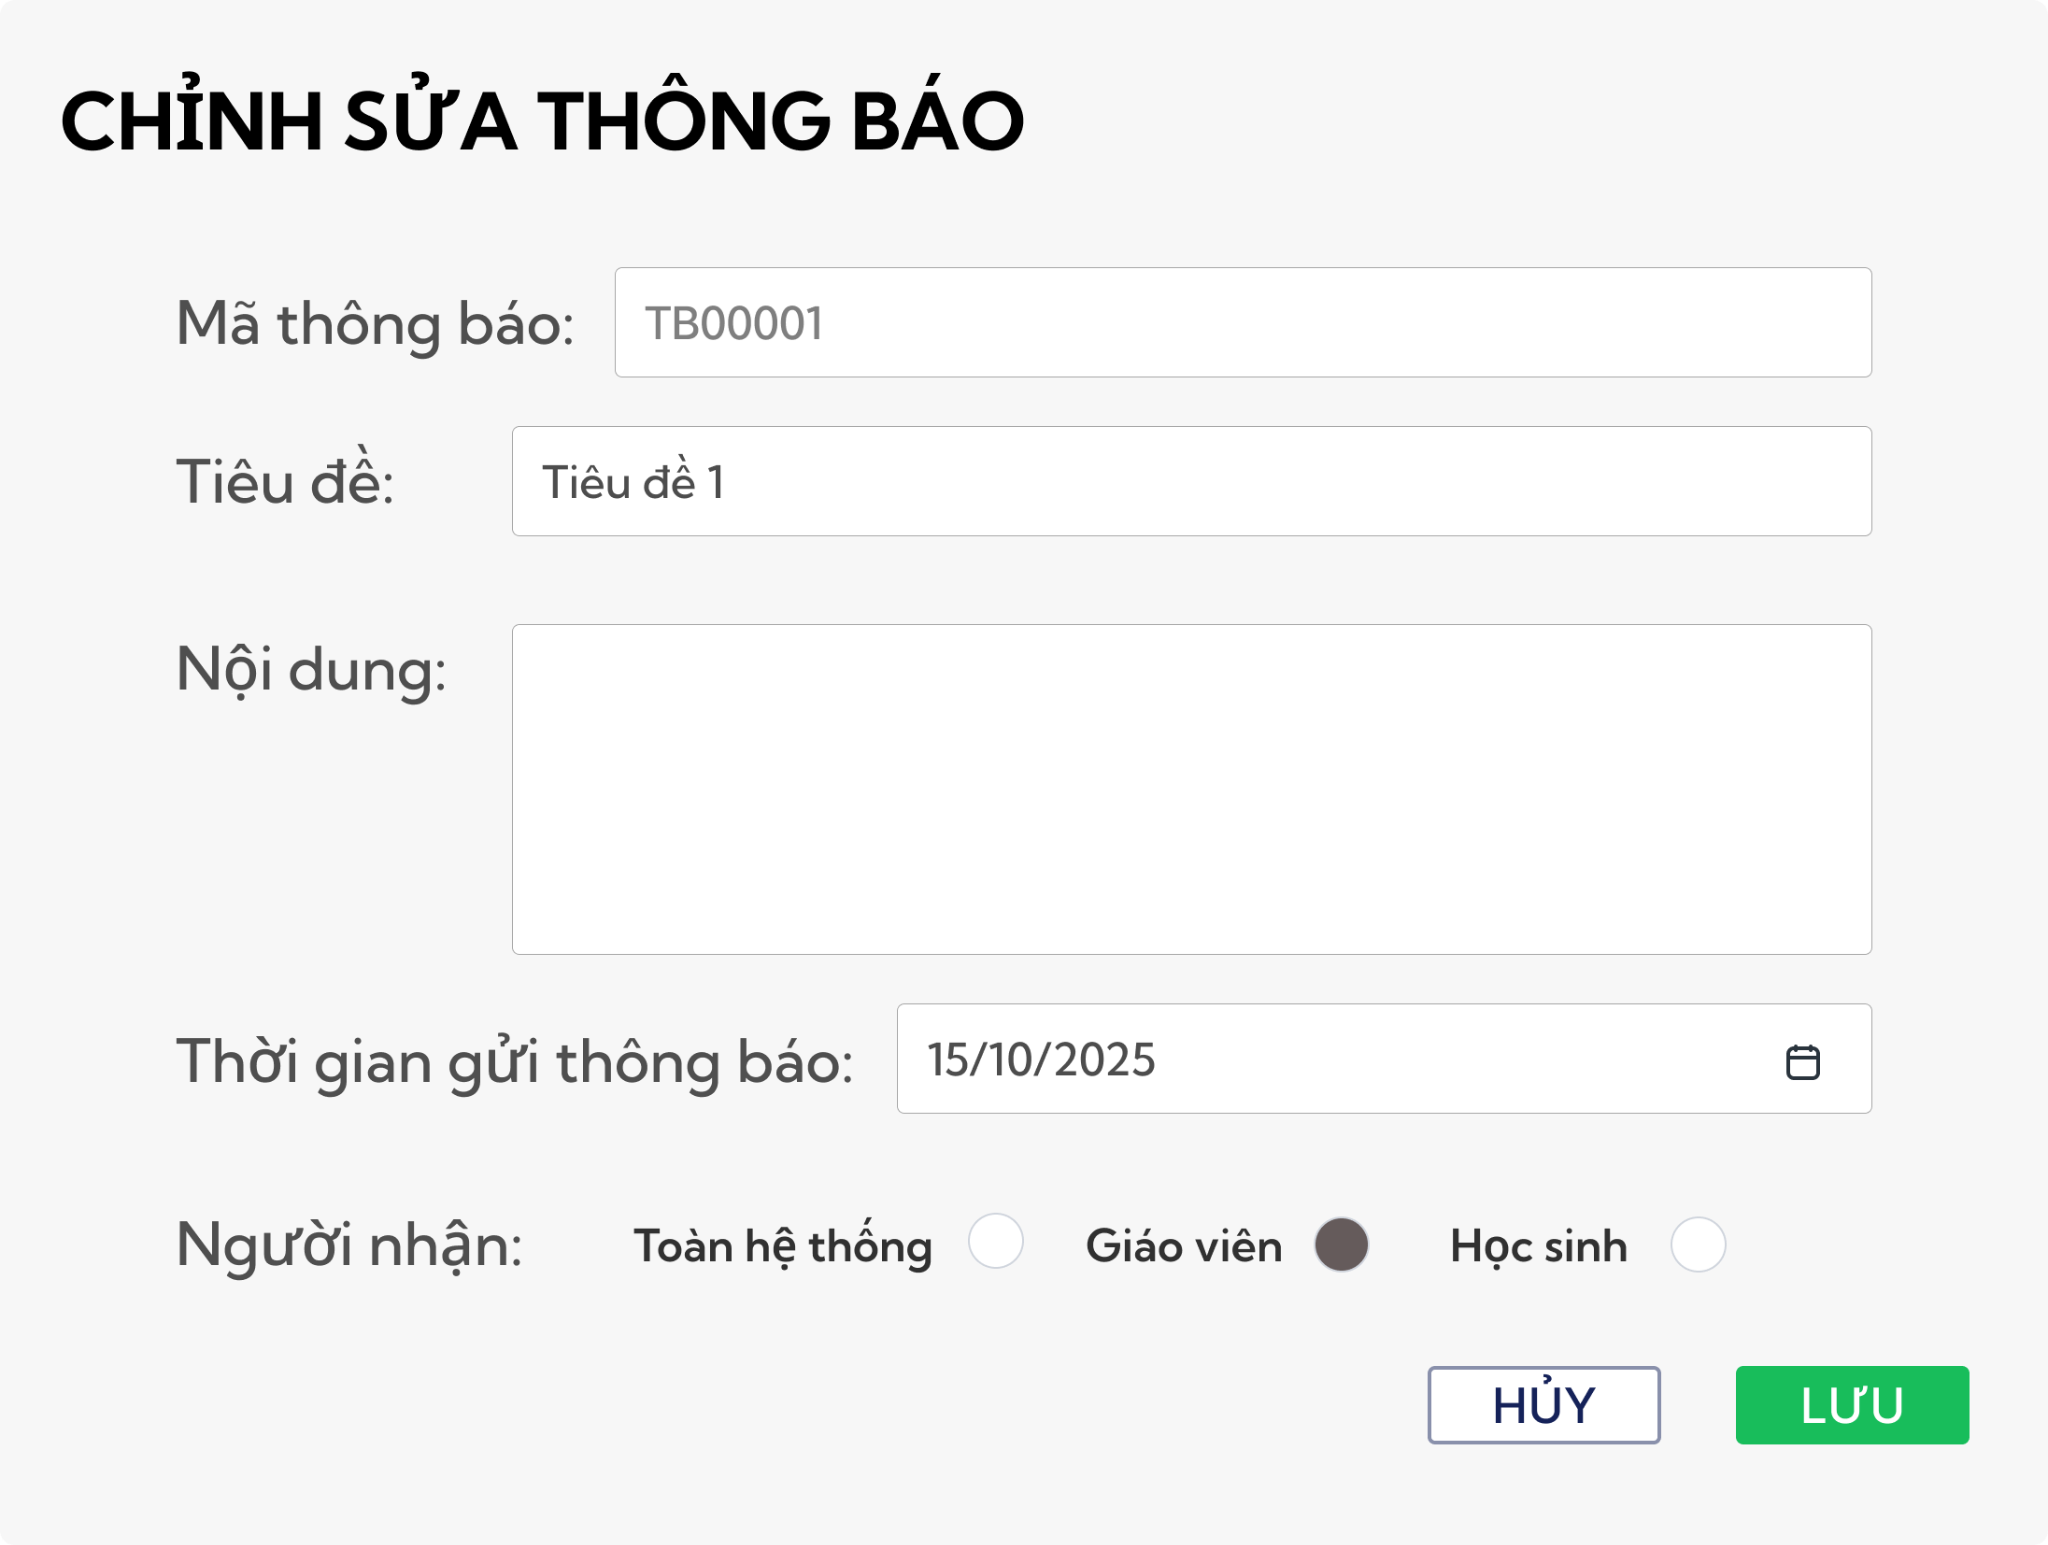 CHỈNH SỬA THÔNG BÁO
Mã thông báo: TB00001
Tiêu đề: Tiêu đề 1
Nội dung:
Thời gian gửi thông báo: 15/10/2025
Người nhận: Toàn hệ thống Giáo viên Học sinh
HỦY LƯU